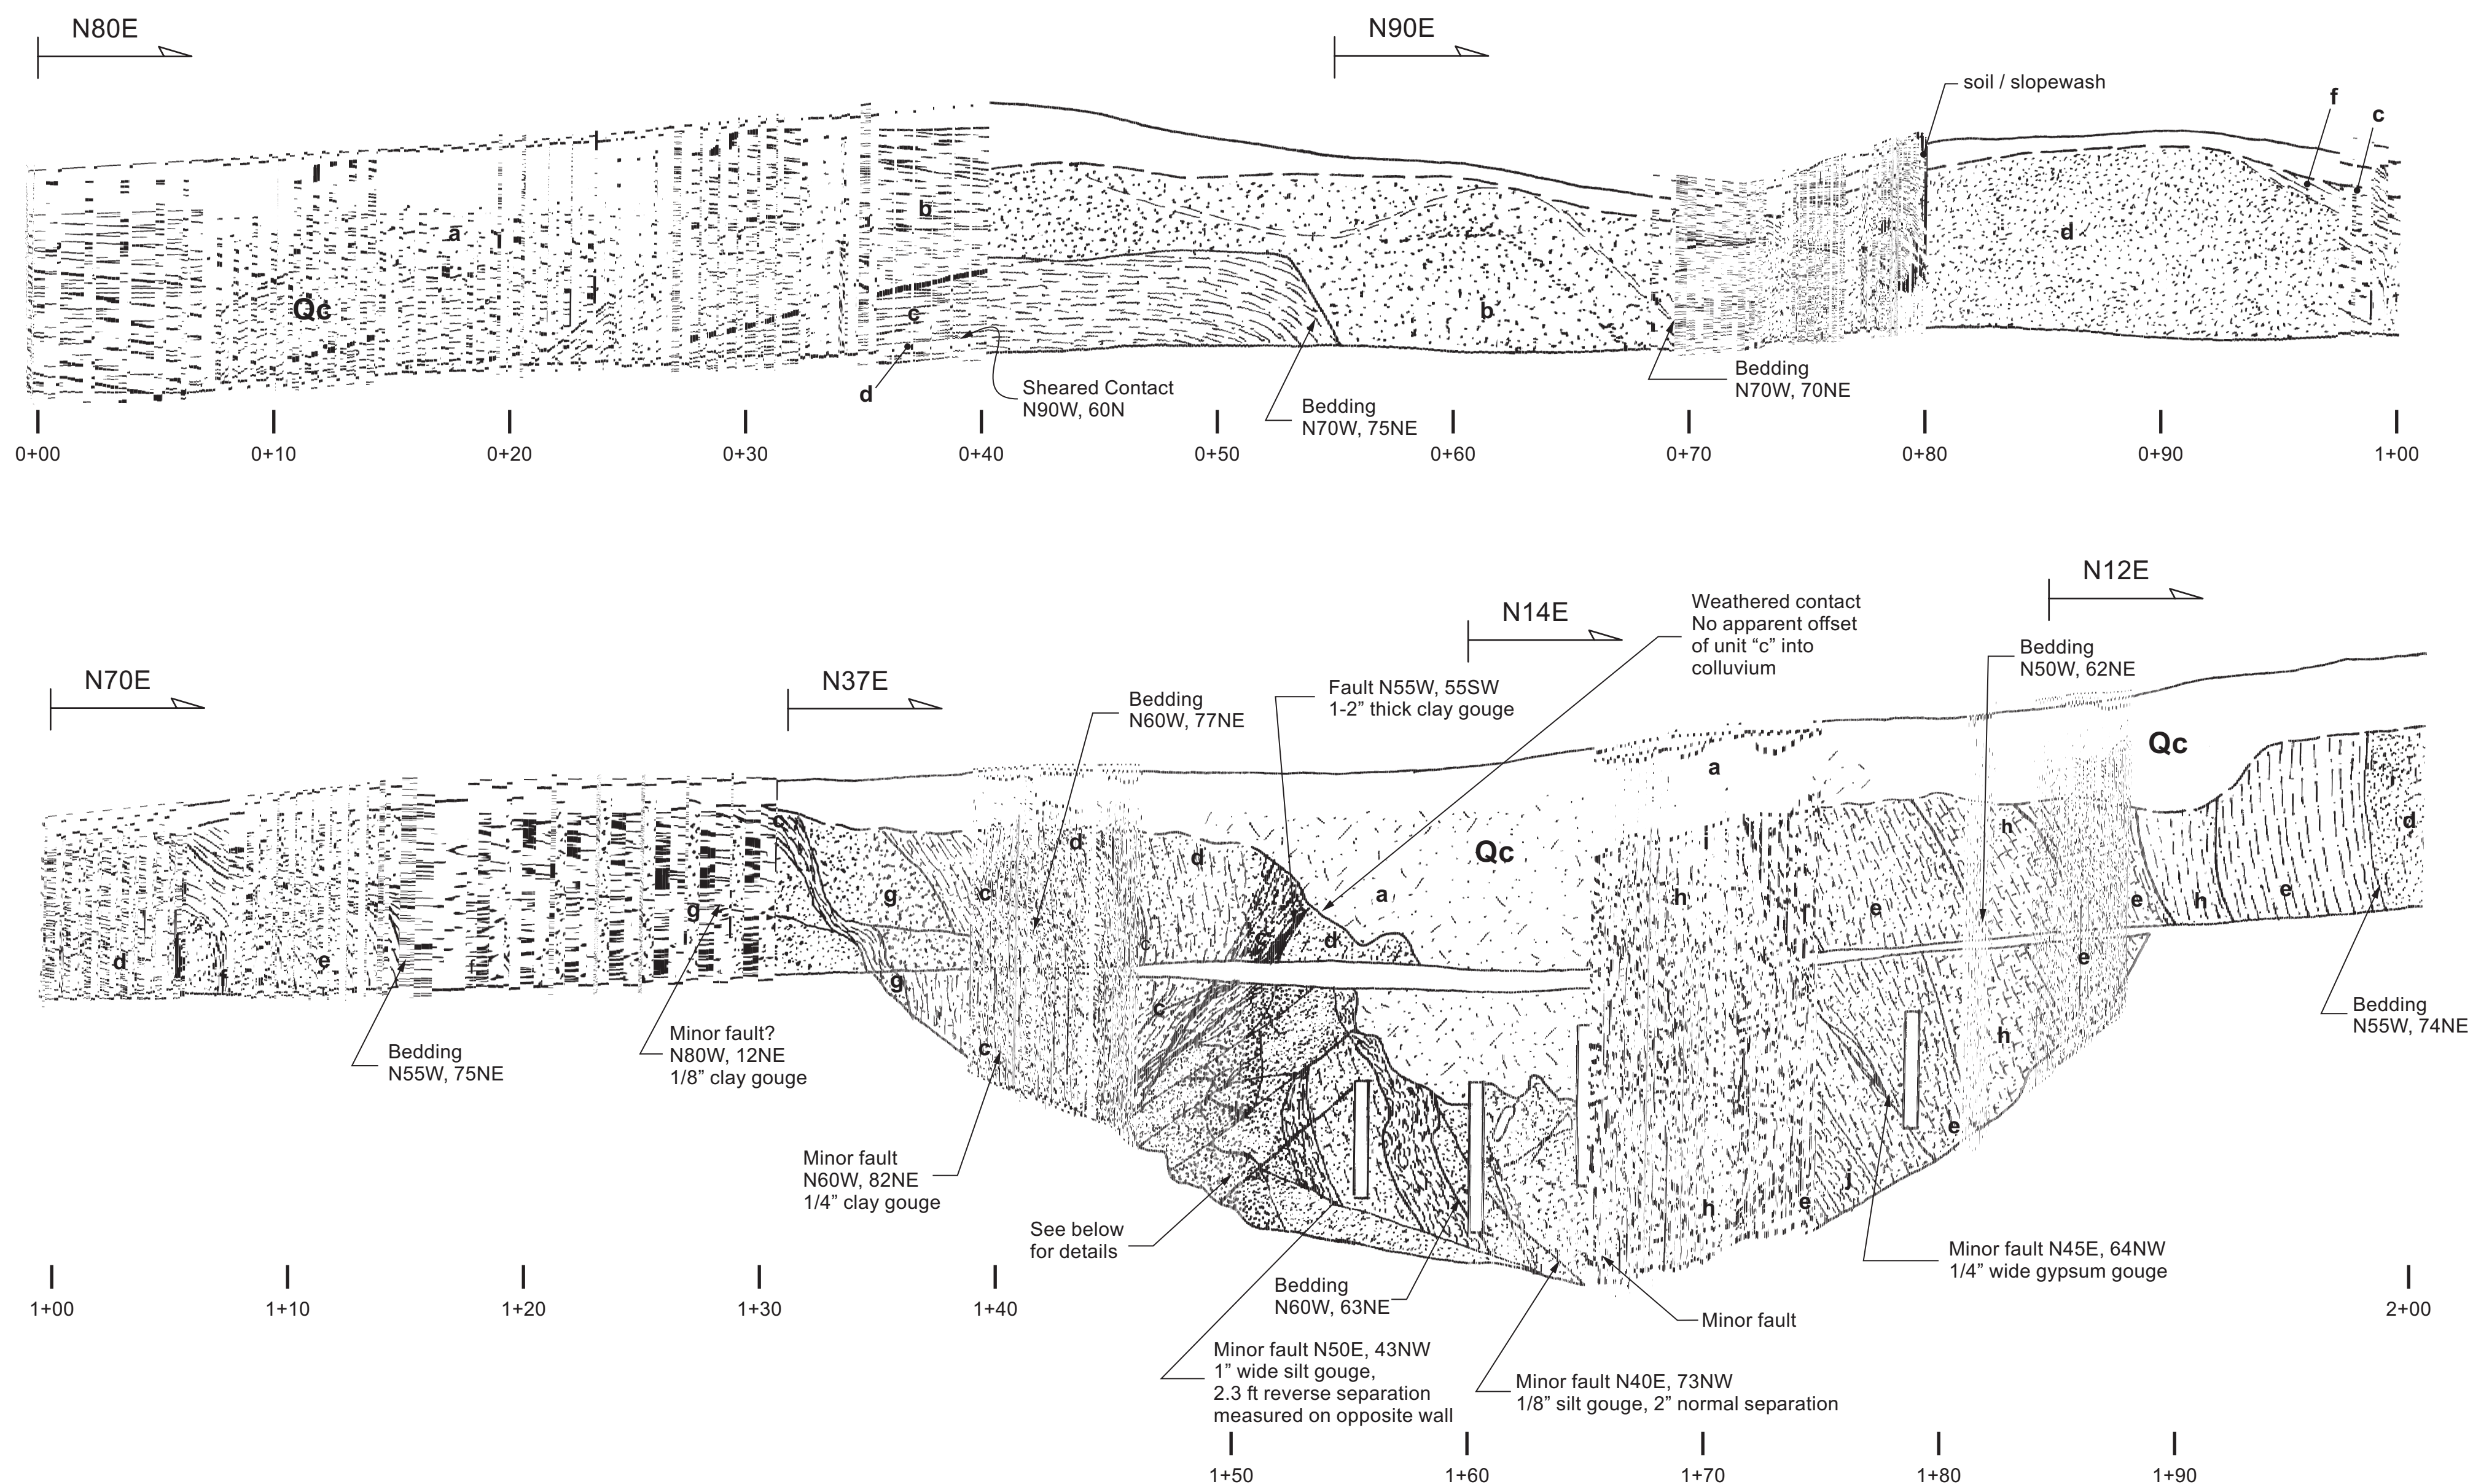 N80E
N90E
soil / slopewash
f
c
a
b
d
Qc
c
b
d
Sheared Contact
N90W, 60N
Bedding
N70W, 75NE
Bedding
N70W, 70NE
0+00
0+10
0+20
0+30
0+40
0+50
0+60
0+70
0+80
0+90
1+00
N70E
N37E
N14E
N12E
Weathered contact
No apparent offset
of unit “c” into
colluvium
Bedding
N50W, 62NE
Bedding
N60W, 77NE
Fault N55W, 55SW
1-2” thick clay gouge
Qc
a
c
d
d
Qc
i
h
d
g
c
a
h
e
e
h
e
g
c
c
d
d
f
e
e
g
c
h
c
Bedding
N55W, 75NE
Minor fault?
N80W, 12NE
1/8” clay gouge
Bedding
N55W, 74NE
e
j
h
e
Minor fault
N60W, 82NE
1/4” clay gouge
See below
for details
Bedding
N60W, 63NE
Minor fault N45E, 64NW
1/4” wide gypsum gouge
Minor fault
Minor fault N50E, 43NW
1” wide silt gouge,
2.3 ft reverse separation
measured on opposite wall
Minor fault N40E, 73NW
1/8” silt gouge, 2” normal separation
1+00
1+10
1+20
1+30
1+40
2+00
1+50
1+60
1+70
1+80
1+90